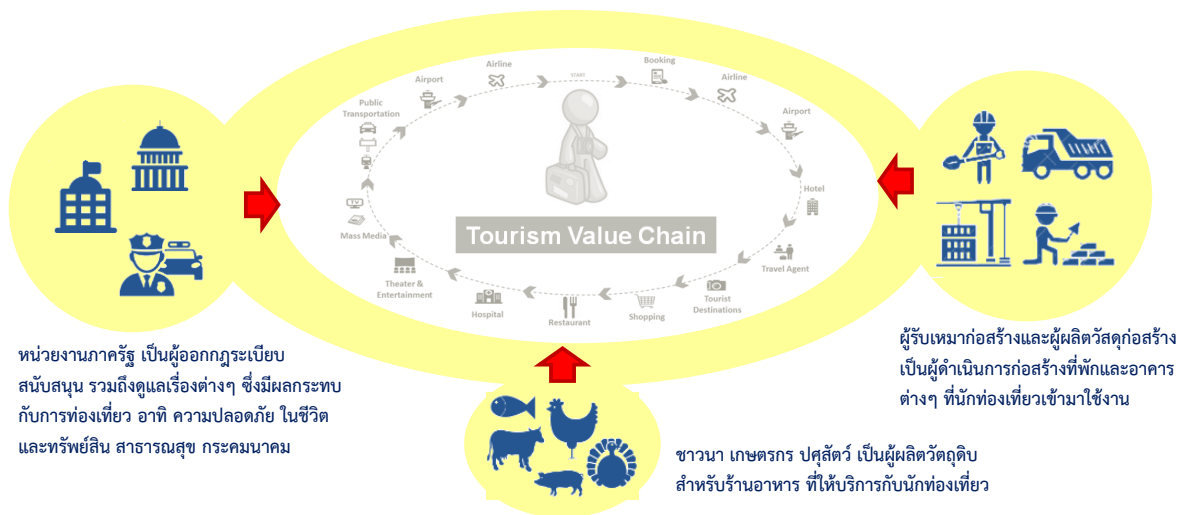 START
Booking
Airline
Airport
Hotel
Travel Agent
Tourist
Destinations
Shopping
Restaurant
Hospital
Theater &
Entertainment
Mass Media
TV
Public
Transportation
Airport
Airline
Tourism Value Chain
หน่วยงานภาครัฐ เป็นผู้ออกกฎระเบียบ
สนับสนุน รวมถึงดูแลเรื่องต่างๆ ซึ่งมีผลกระทบ
กับการท่องเที่ยว อาทิ ความปลอดภัย ในชีวิต
และทรัพย์สิน สาธารณสุข กระคมนาคม
ชาวนา เกษตรกร ปศุสัตว์ เป็นผู้ผลิตวัตถุดิบ
สำหรับร้านอาหาร ที่ให้บริการกับนักท่องเที่ยว
ผู้รับเหมาก่อสร้างและผู้ผลิตวัสดุก่อสร้าง
เป็นผู้ดำเนินการก่อสร้างที่พักและอาคาร
ต่างๆ ที่นักท่องเที่ยวเข้ามาใช้งาน